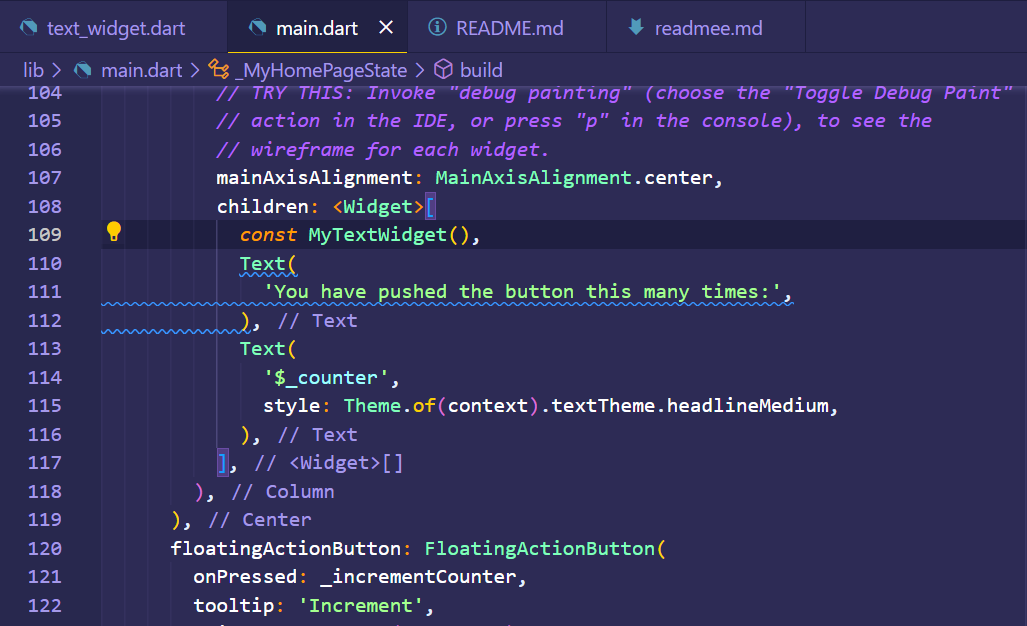 text_widget.dart main.dart README.md readmee.md
lib > main.dart > _MyHomePageState > build
104 // TRY THIS: Invoke "debug painting" (choose the "Toggle Debug Paint"
105 // action in the IDE, or press "p" in the console), to see the
106 // wireframe for each widget.
107 mainAxisAlignment: MainAxisAlignment.center,
108 children: <Widget>[
109 const MyTextWidget(),
110 Text(
111 'You have pushed the button this many times:',
112 ), // Text
113 Text(
114 '$_counter',
115 style: Theme.of(context).textTheme.headlineMedium,
116 ), // Text
117 ], // <Widget>[]
118 ), // Column
119 ), // Center
120 floatingActionButton: FloatingActionButton(
121 onPressed: _incrementCounter,
122 tooltip: 'Increment',